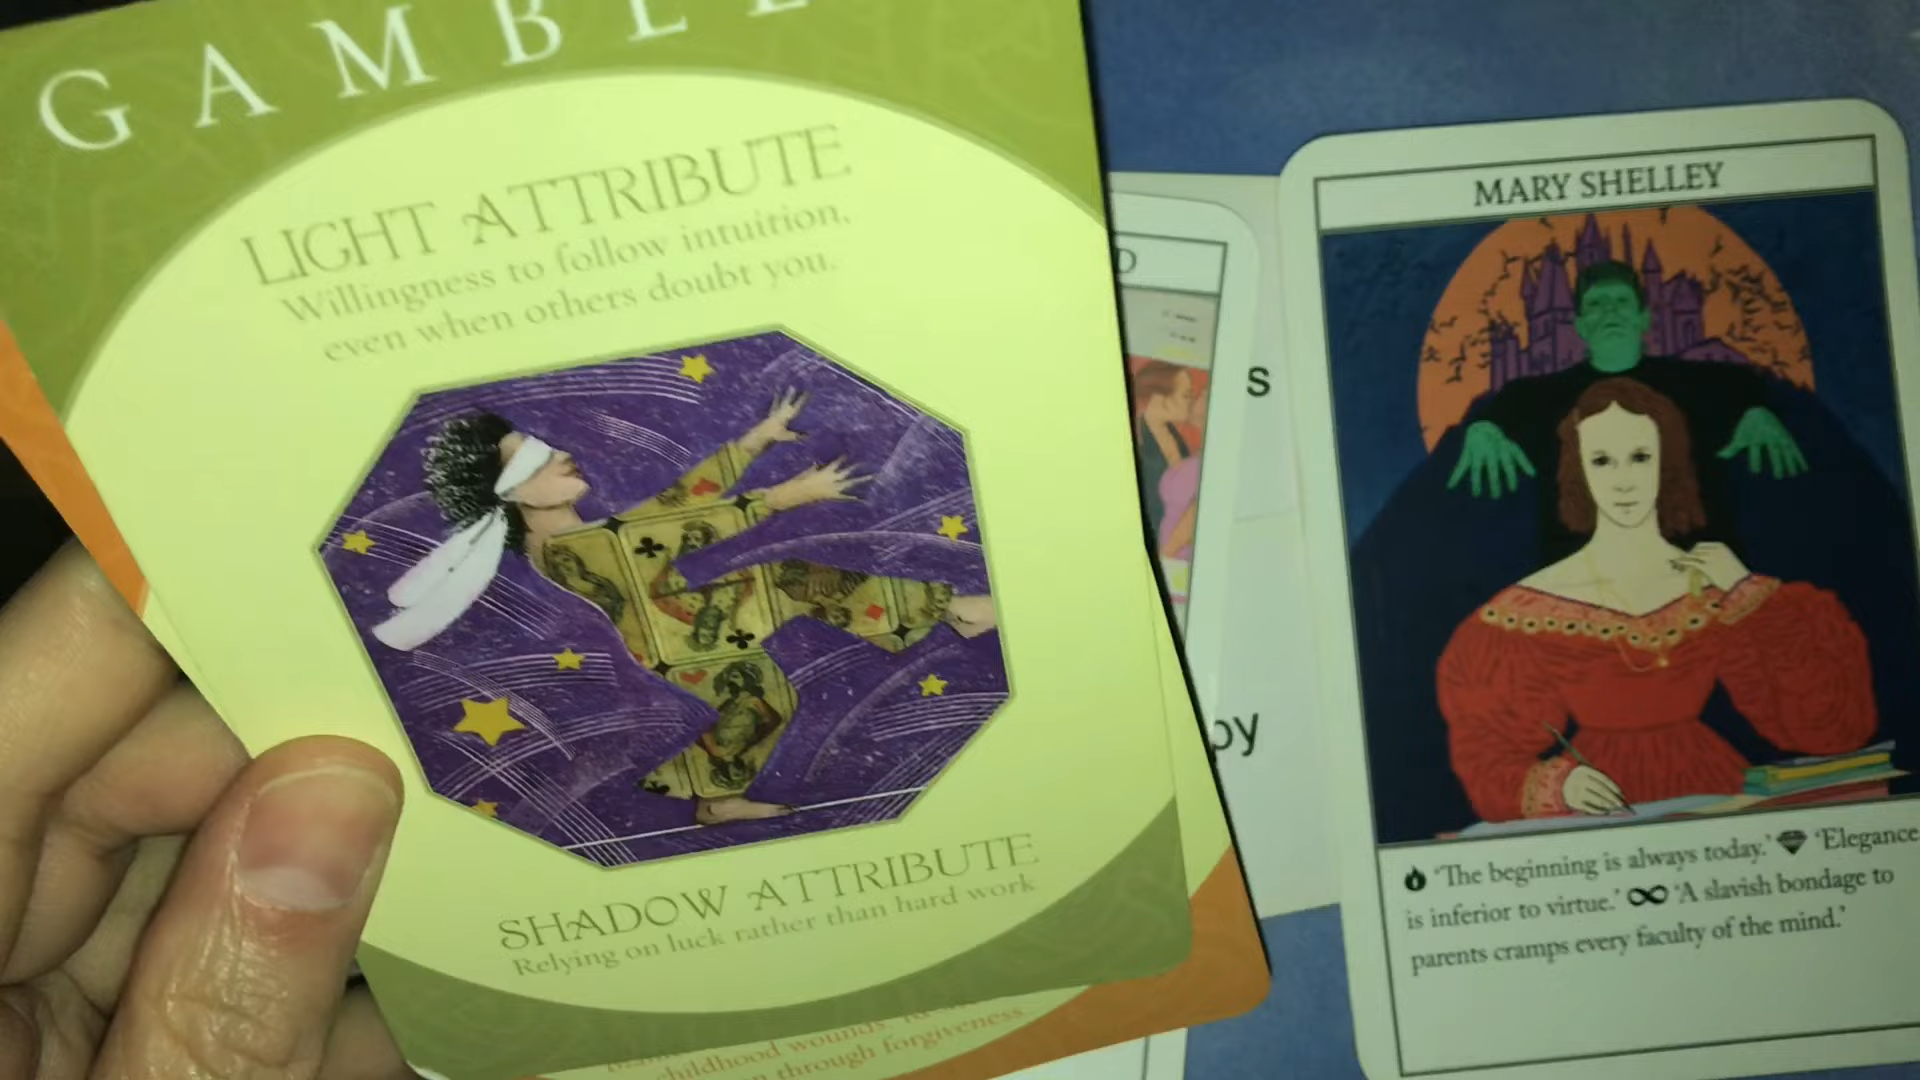 GAMBLE
LIGHT ATTRIBUTE
Willingness to follow intuition,
even when others doubt you.
SHADOW ATTRIBUTE
Relying on luck rather than hard work
childhood wounds.
through forgiveness
D
s
py
MARY SHELLEY
'The beginning is always today.' 'Elegance
is inferior to virtue.' 'A slavish bondage to
parents cramps every faculty of the mind.'